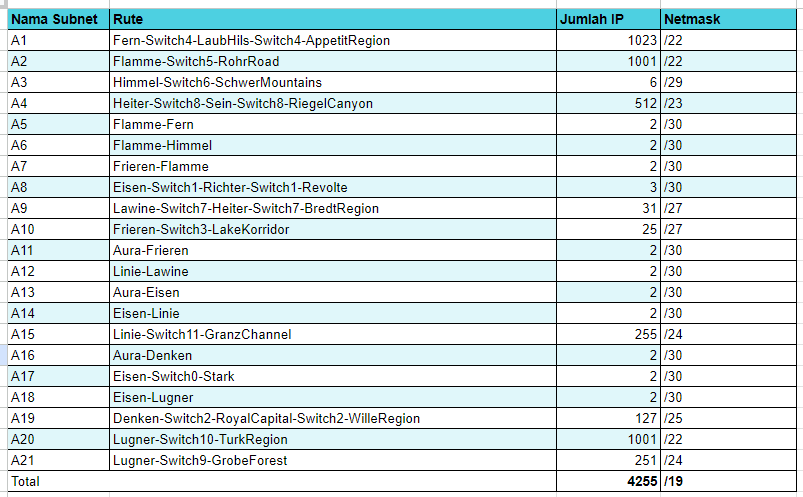 Nama Subnet Rute Jumlah IP Netmask
A1 Fern-Switch4-LaubHils-Switch4-AppetitRegion 1023 /22
A2 Flamme-Switch5-RohrRoad 1001 /22
A3 Himmel-Switch6-SchwerMountains 6 /29
A4 Heiter-Switch8-Sein-Switch8-RiegelCanyon 512 /23
A5 Flamme-Fern 2 /30
A6 Flamme-Himmel 2 /30
A7 Frieren-Flamme 2 /30
A8 Eisen-Switch1-Richter-Switch1-Revolte 3 /30
A9 Lawine-Switch7-Heiter-Switch7-BredtRegion 31 /27
A10 Frieren-Switch3-LakeKorridor 25 /27
A11 Aura-Frieren 2 /30
A12 Linie-Lawine 2 /30
A13 Aura-Eisen 2 /30
A14 Eisen-Linie 2 /30
A15 Linie-Switch11-GranzChannel 255 /24
A16 Aura-Denken 2 /30
A17 Eisen-Switch0-Stark 2 /30
A18 Eisen-Lugner 2 /30
A19 Denken-Switch2-RoyalCapital-Switch2-WilleRegion 127 /25
A20 Lugner-Switch10-TurkRegion 1001 /22
A21 Lugner-Switch9-GrobeForest 251 /24
Total 4255 /19